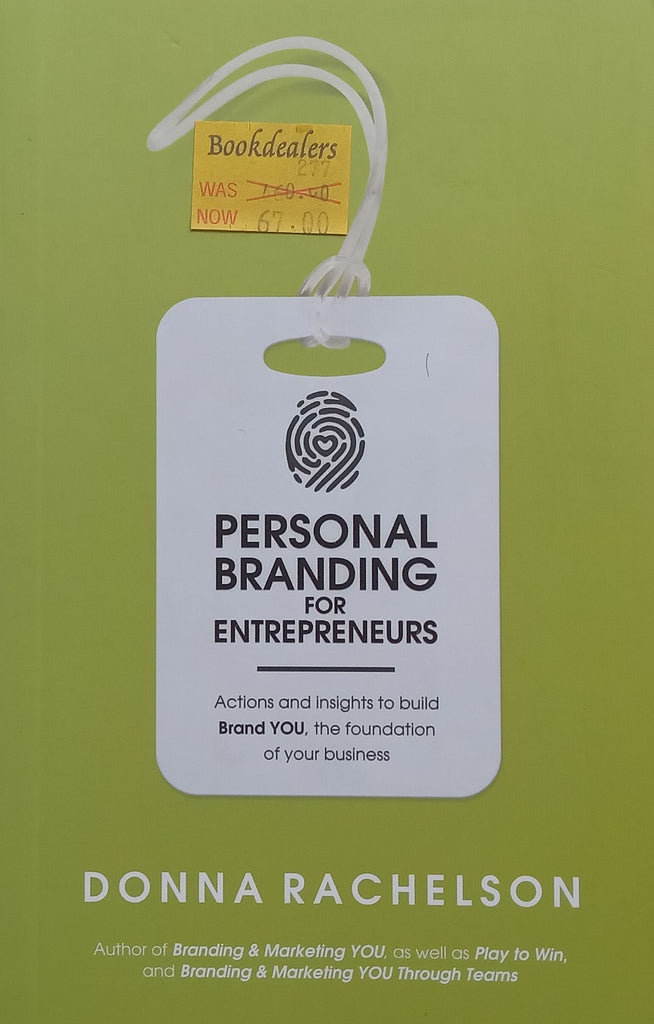 Bookdealers
277
WAS 160.00
NOW 67.00
PERSONAL
BRANDING
FOR
ENTREPRENEURS
Actions and insights to build
Brand YOU, the foundation
of your business
DONNA RACHELSON
Author of Branding & Marketing YOU, as well as Play to Win,
and Branding & Marketing YOU Through Teams